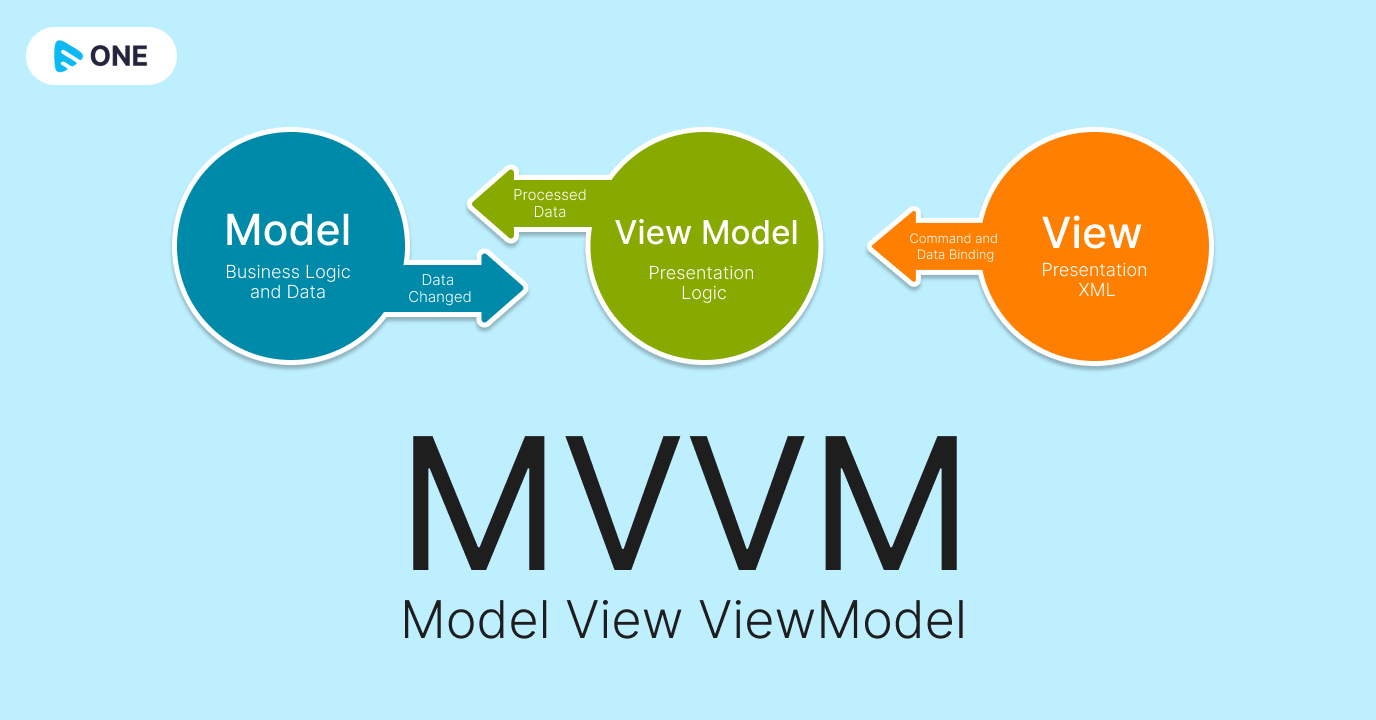 ONE
Model
Business Logic
and Data
Data
Changed
Processed
Data
View Model
Presentation
Logic
Command and
Data Binding
View
Presentation
XML
MVVM
Model View ViewModel